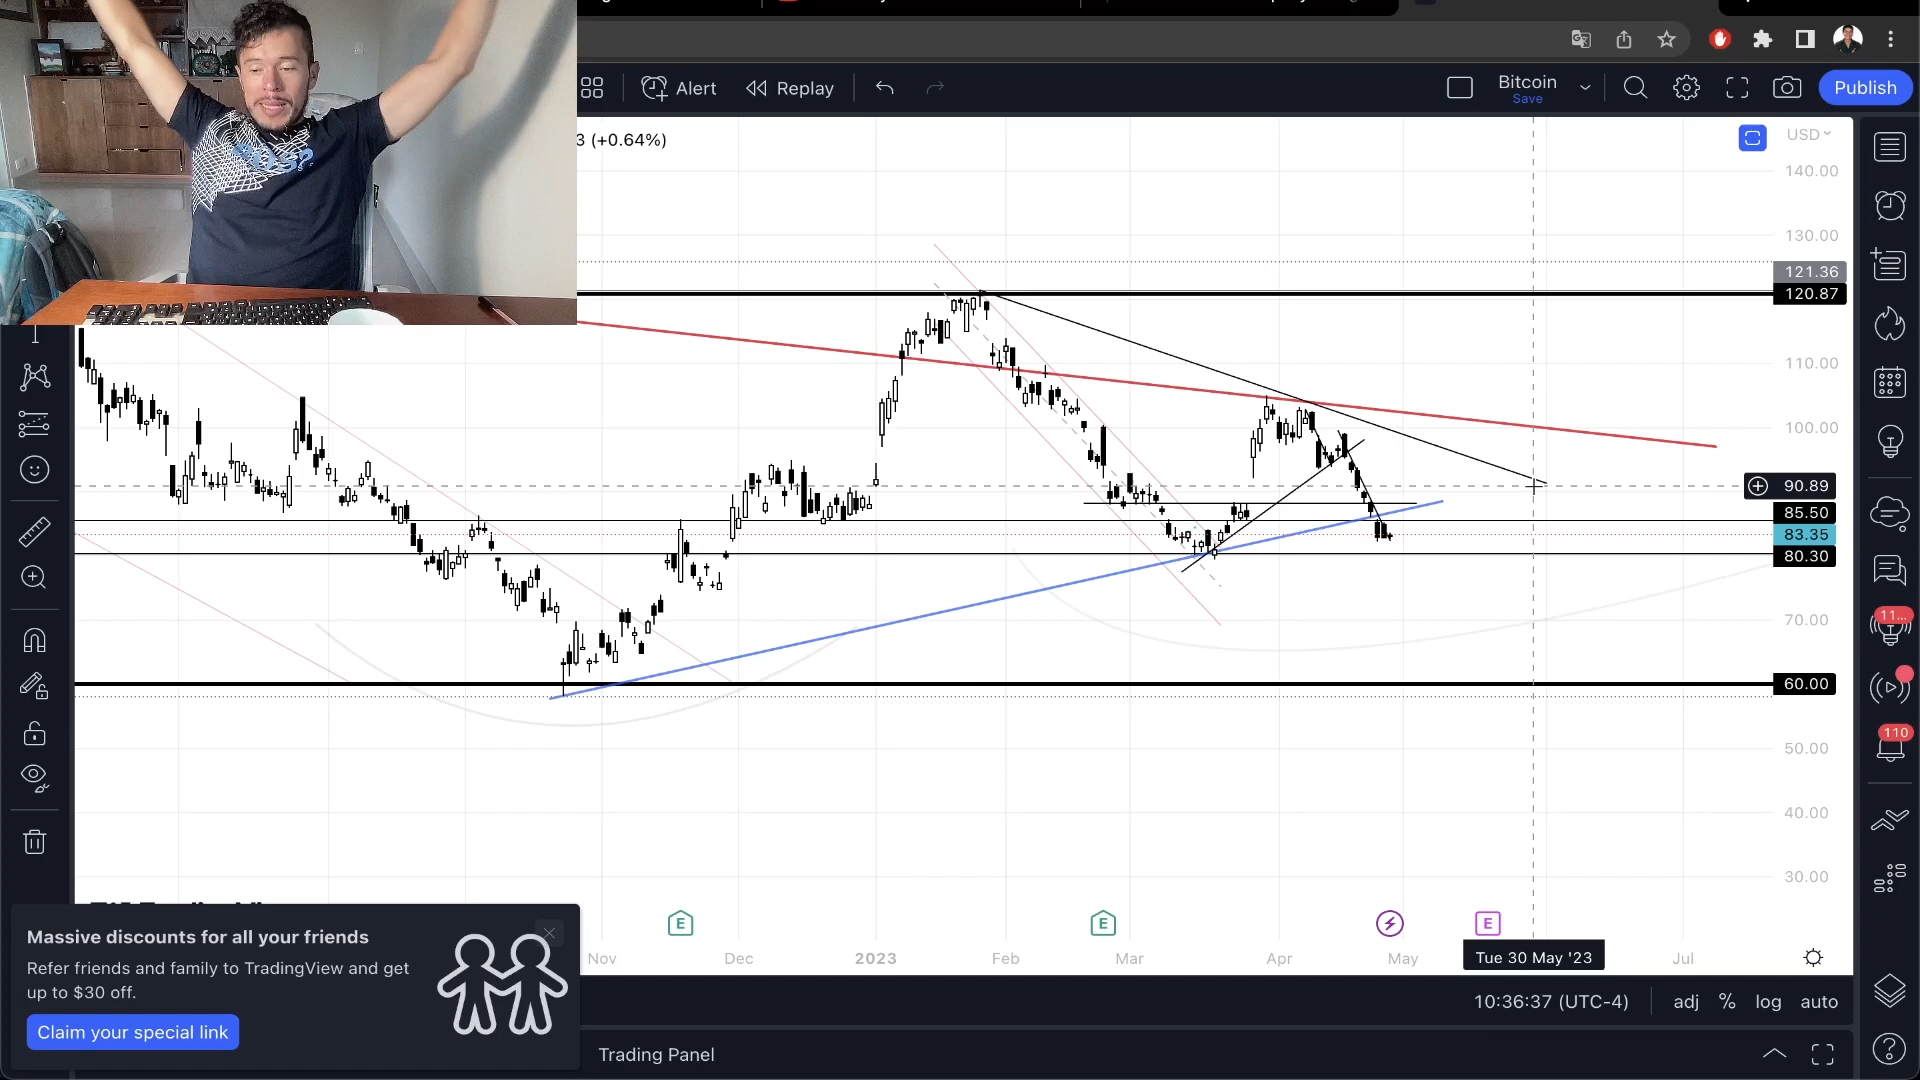 Alert
Replay
Bitcoin
Save
Publish
3 (+0.64%)
USD
140.00
130.00
121.36
120.87
110.00
100.00
90.89
85.50
83.35
80.30
70.00
60.00
50.00
40.00
30.00
11...
110
E
E
E
Nov
Dec
2023
Feb
Mar
Apr
May
Tue 30 May '23
Jul
Massive discounts for all your friends
Refer friends and family to TradingView and get
up to $30 off.
Claim your special link
10:36:37 (UTC-4)
adj
%
log
auto
Trading Panel